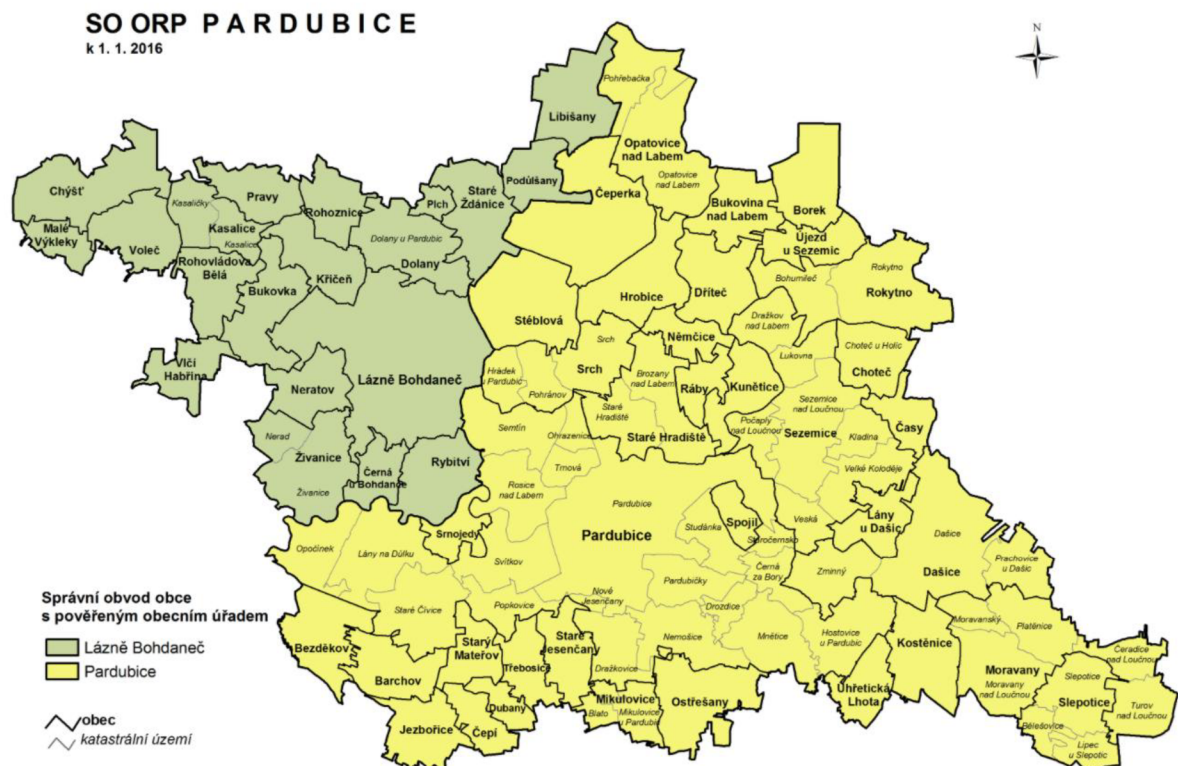 SO ORP PARDUBICE
k 1. 1. 2016
N
Pohřebačka
Libišany
Opatovice
nad Labem
Opatovice
nad Labem
Podůlšany
Čeperka
Staré
Ždánice
Plch
Chýšť
Malé
Výkleky
Voleč
Kasaličky
Kasalice
Kasalice
Pravy
Rohoznice
Dolany u Pardubic
Dolany
Rohovládova
Bělá
Bukovka
Křičeň
Bukovina
nad Labem
Borek
Újezd
u Sezemic
Bohumileč
Rokytno
Rokytno
Hrobice
Dříteč
Dražkov
nad Labem
Stéblová
Němčice
Srch
Srch
Brozany
nad Labem
Lukovna
Choteč u Holic
Choteč
Vlčí
Habřina
Neratov
Lázně Bohdaneč
Hrádek
u Pardubic
Pohránov
Ráby
Kunětice
Staré
Hradiště
Staré Hradiště
Počaply
nad Loučnou
Sezemice
nad Loučnou
Sezemice
Kladina
Časy
Velké Koloděje
Nerad
Živanice
Živanice
Černá
u Bohdanče
Rybitví
Semtín
Ohrazenice
Trnová
Rosice
nad Labem
Pardubice
Pardubice
Studánka
Spojil
Staročernsko
Veská
Lány
u Dašic
Dašice
Dašice
Prachovice
u Dašic
Opočínek
Lány na Důlku
Srnojedy
Svítkov
Pardubičky
Černá
za Bory
Zminný
Staré Čívice
Popkovice
Nové
Jesenčany
Drozdice
Nemošice
Mnětice
Hostovice
u Pardubic
Kostěnice
Moravanský
Platěnice
Moravany
Moravany
nad Loučnou
Čeradice
nad Loučnou
Slepotice
Slepotice
Turov
nad Loučnou
Bělešovice
Lipec
u Slepotic
Bezděkov
Barchov
Starý
Mateřov
Třebosice
Staré
Jesenčany
Dražkovice
Dubany
Čepí
Jezbořice
Mikulovice
Blato
Mikulovice
u Pardubic
Ostřešany
Úhřetická
Lhota
Správní obvod obce
s pověřeným obecním úřadem
Lázně Bohdaneč
Pardubice
obec
katastrální území